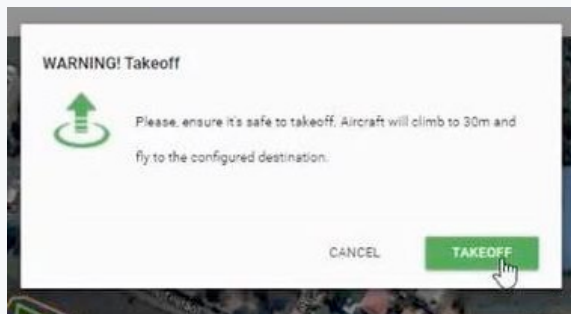 WARNING! Takeoff
Please, ensure it's safe to takeoff. Aircraft will climb to 30m and
fly to the configured destination.
CANCEL
TAKEOFF